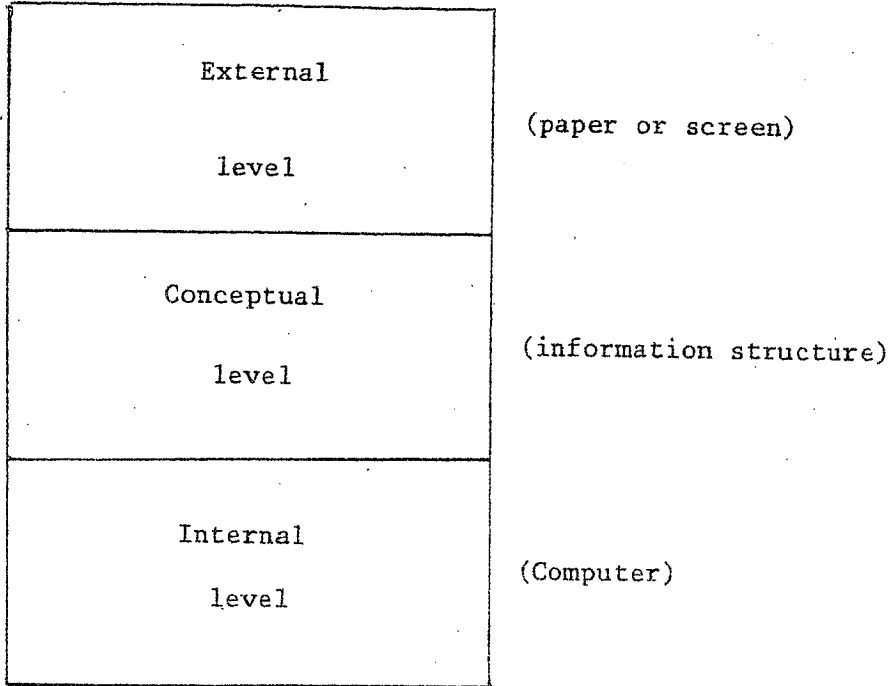 External
level
(paper or screen)
Conceptual
level
(information structure)
Internal
level
(Computer)